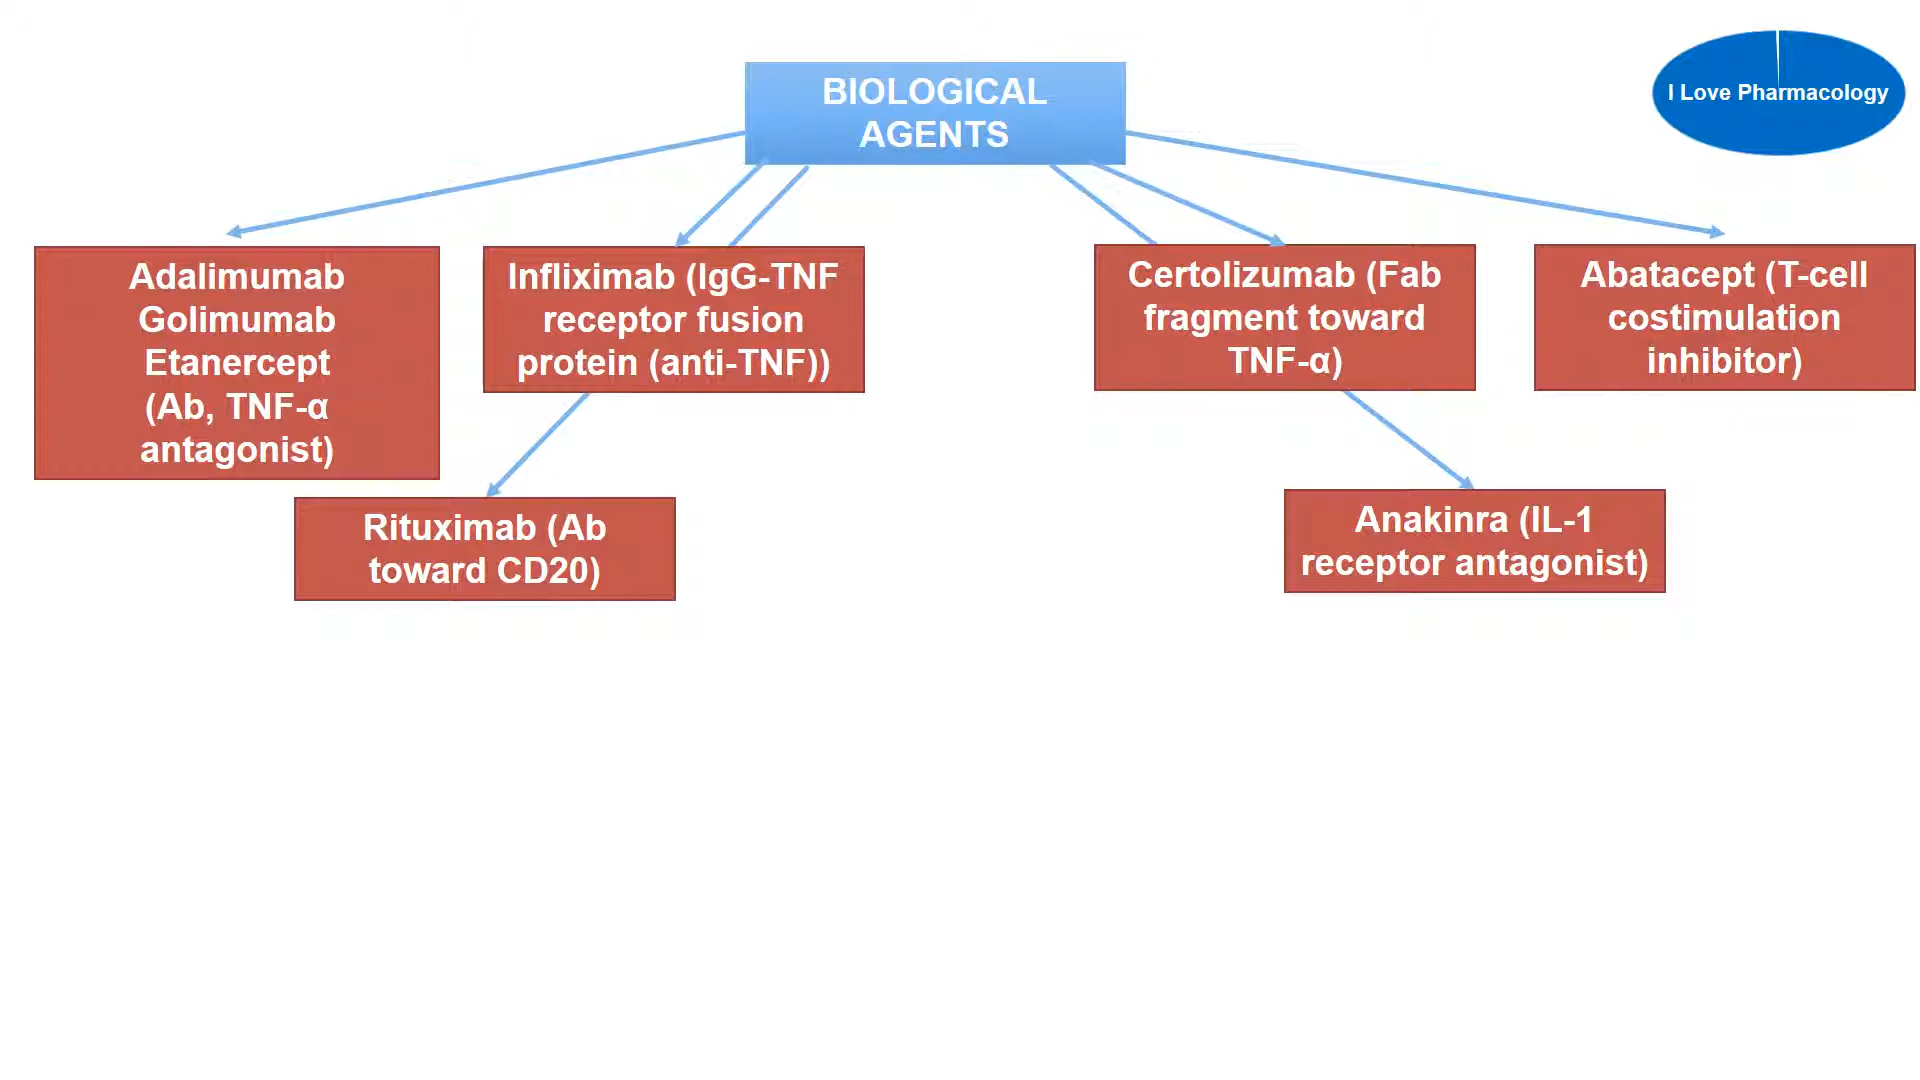 BIOLOGICAL
AGENTS
I Love Pharmacology
Adalimumab
Golimumab
Etanercept
(Ab, TNF-α
antagonist)
Infliximab (IgG-TNF
receptor fusion
protein (anti-TNF))
Certolizumab (Fab
fragment toward
TNF-α)
Abatacept (T-cell
costimulation
inhibitor)
Rituximab (Ab
toward CD20)
Anakinra (IL-1
receptor antagonist)